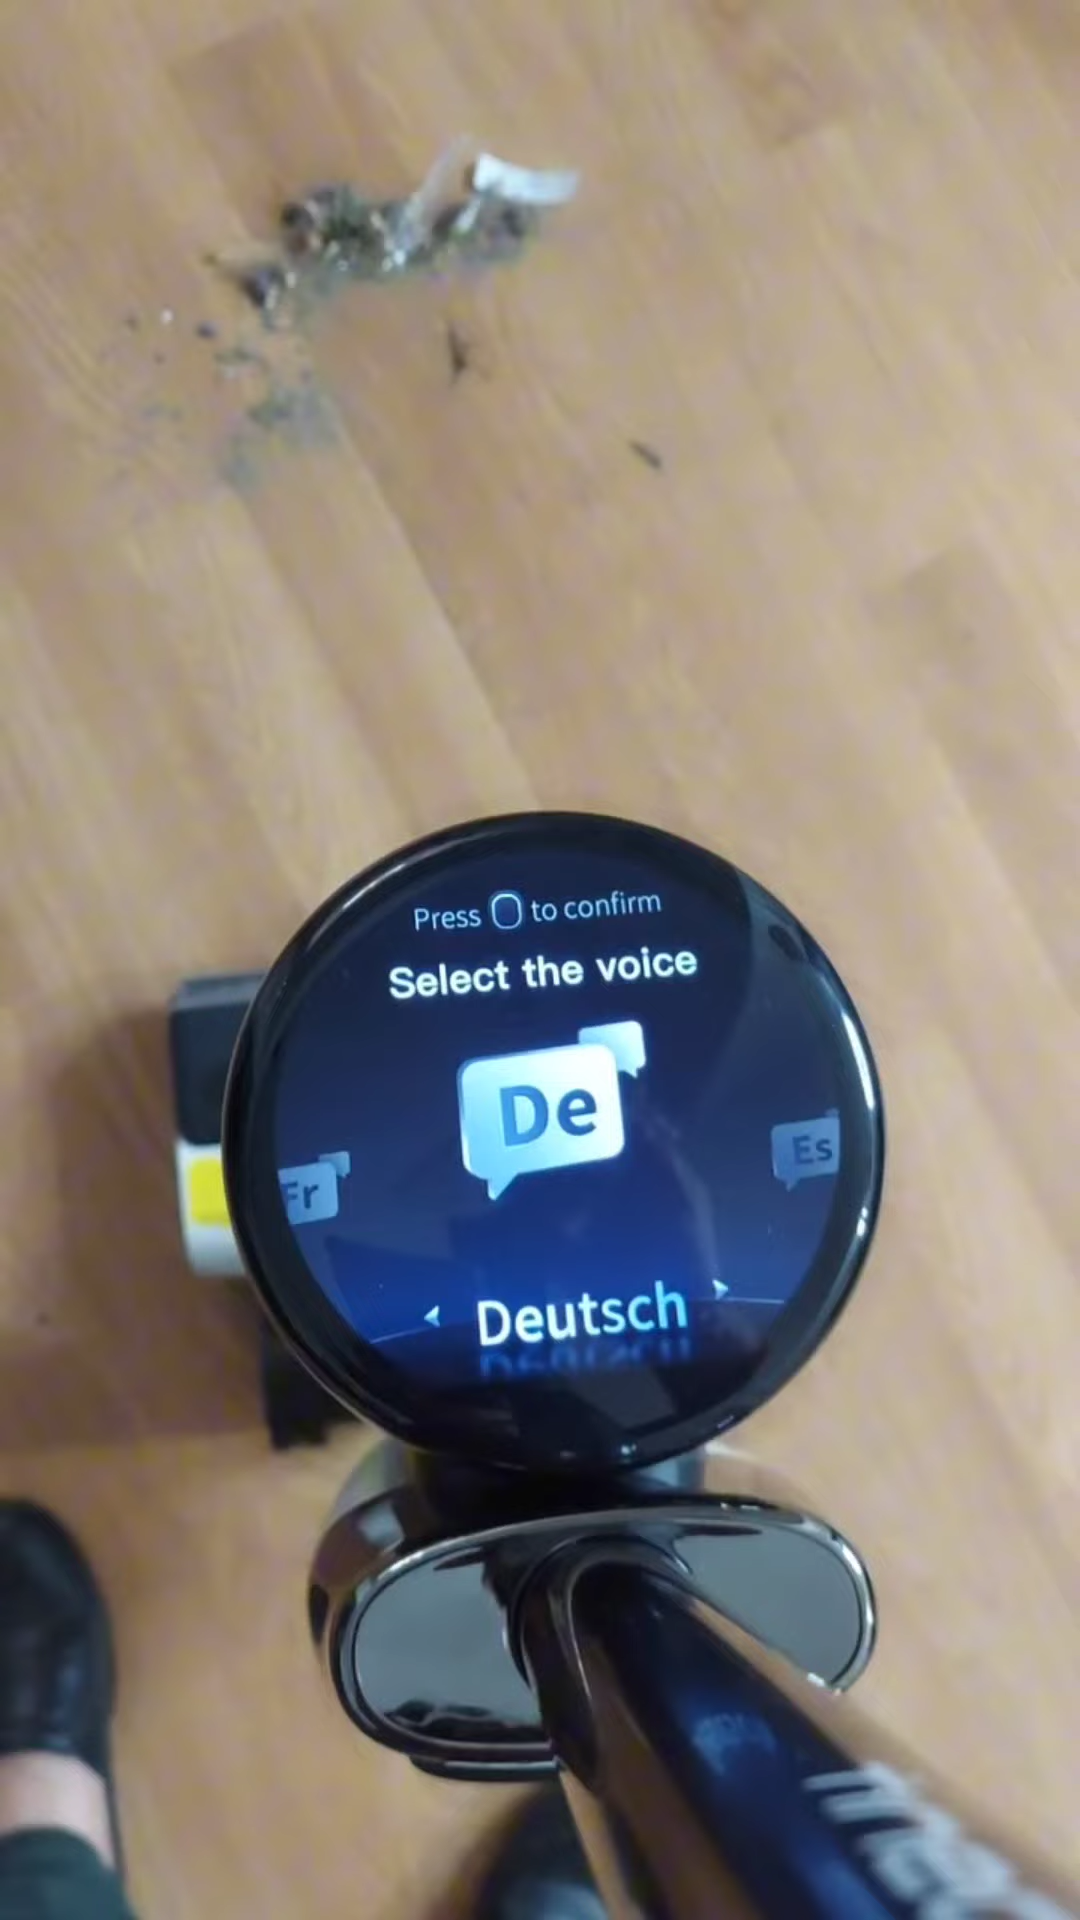 Press to confirm
Select the voice
De
Fr
Es
Deutsch